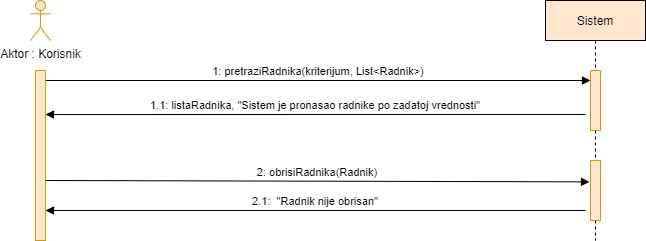 Sistem
Aktor : Korisnik
1: pretraziRadnika(kriterijum, List<Radnik>)
1.1: listaRadnika, "Sistem je pronasao radnike po zadatoj vrednosti"
2: obrisiRadnika(Radnik)
2.1: "Radnik nije obrisan"